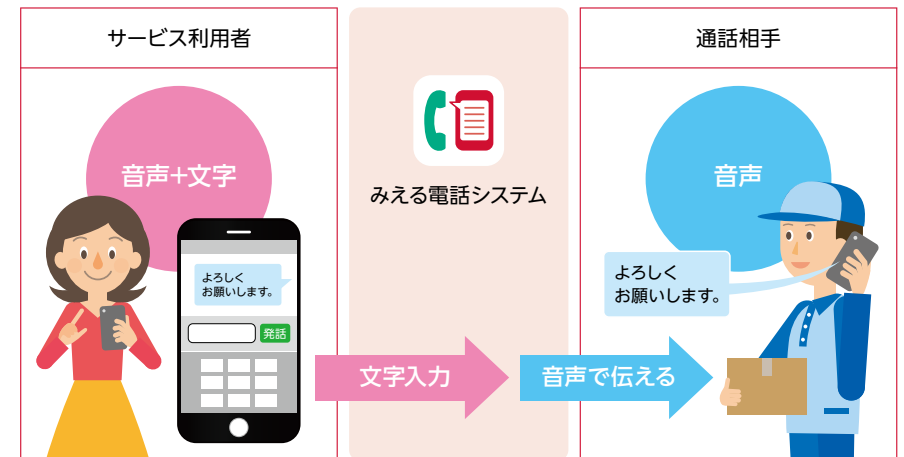 サービス利用者
通話相手
音声+文字
みえる電話システム
音声
よろしく
お願いします。
発話
よろしく
お願いします。
文字入力
音声で伝える